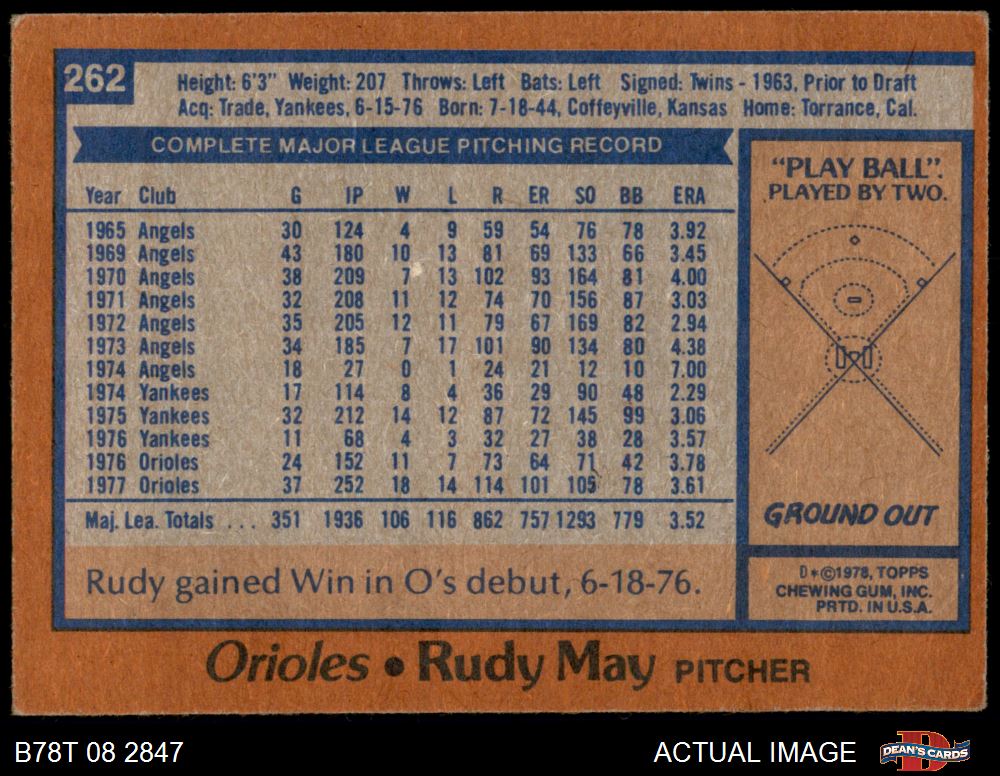 262
Height: 6'3" Weight: 207 Throws: Left Bats: Left Signed: Twins - 1963, Prior to Draft
Acq: Trade, Yankees, 6-15-76 Born: 7-18-44, Coffeyville, Kansas Home: Torrance, Cal.
COMPLETE MAJOR LEAGUE PITCHING RECORD
Year Club G IP W L R ER SO BB ERA
1965 Angels 30 124 4 9 59 54 76 78 3.92
1969 Angels 43 180 10 13 81 69 133 66 3.45
1970 Angels 38 209 7 13 102 93 164 81 4.00
1971 Angels 32 208 11 12 74 70 156 87 3.03
1972 Angels 35 205 12 11 79 67 169 82 2.94
1973 Angels 34 185 7 17 101 90 134 80 4.38
1974 Angels 18 27 0 1 24 21 12 10 7.00
1974 Yankees 17 114 8 4 36 29 90 48 2.29
1975 Yankees 32 212 14 12 87 72 145 99 3.06
1976 Yankees 11 68 4 3 32 27 38 28 3.57
1976 Orioles 24 152 11 7 73 64 71 42 3.78
1977 Orioles 37 252 18 14 114 101 105 78 3.61
Maj. Lea. Totals ... 351 1936 106 116 862 757 1293 779 3.52
Rudy gained Win in O's debut, 6-18-76.
"PLAY BALL".
PLAYED BY TWO.
GROUND OUT
D*©1978, TOPPS
CHEWING GUM, INC.
PRTD. IN U.S.A.
Orioles • Rudy May PITCHER
B78T 08 2847 ACTUAL IMAGE DEAN'S CARDS